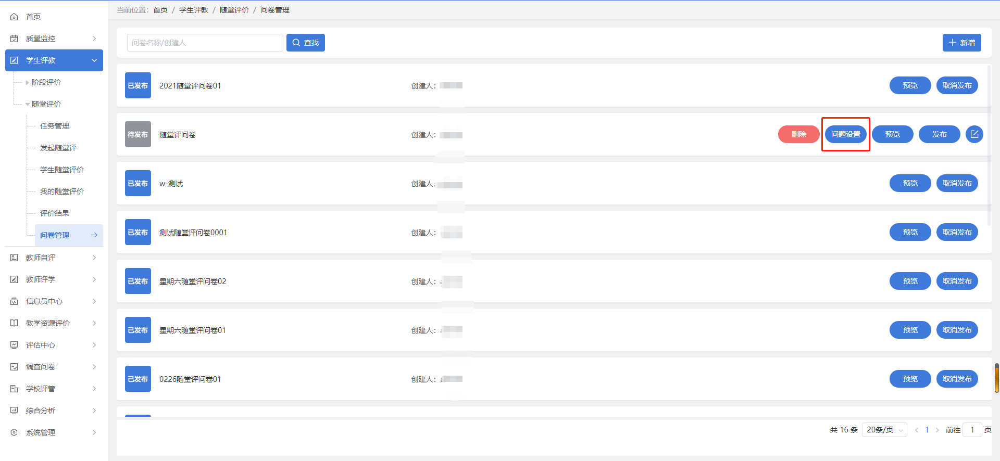 当前位置: 首页 / 学生评教 / 随堂评价 / 问卷管理
首页
质量监控
学生评教
阶段评价
随堂评价
任务管理
发起随堂评
学生随堂评价
我的随堂评价
评价结果
问卷管理
教师自评
教师评学
信息员中心
教学资源评价
评估中心
调查问卷
学校评管
综合分析
系统管理
问卷名称/创建人 查找 新增
已发布 2021随堂评问卷01 创建人: 预览 取消发布
待发布 随堂评问卷 创建人: 删除 问题设置 预览 发布
已发布 w-测试 创建人 预览 取消发布
已发布 测试随堂评问卷0001 创建人: 预览 取消发布
已发布 星期六随堂评问卷02 创建人: 预览 取消发布
已发布 星期六随堂评问卷01 创建人: 预览 取消发布
已发布 0226随堂评问卷01 创建人: 预览 取消发布
共 16 条 20条/页 1 前往 1 页